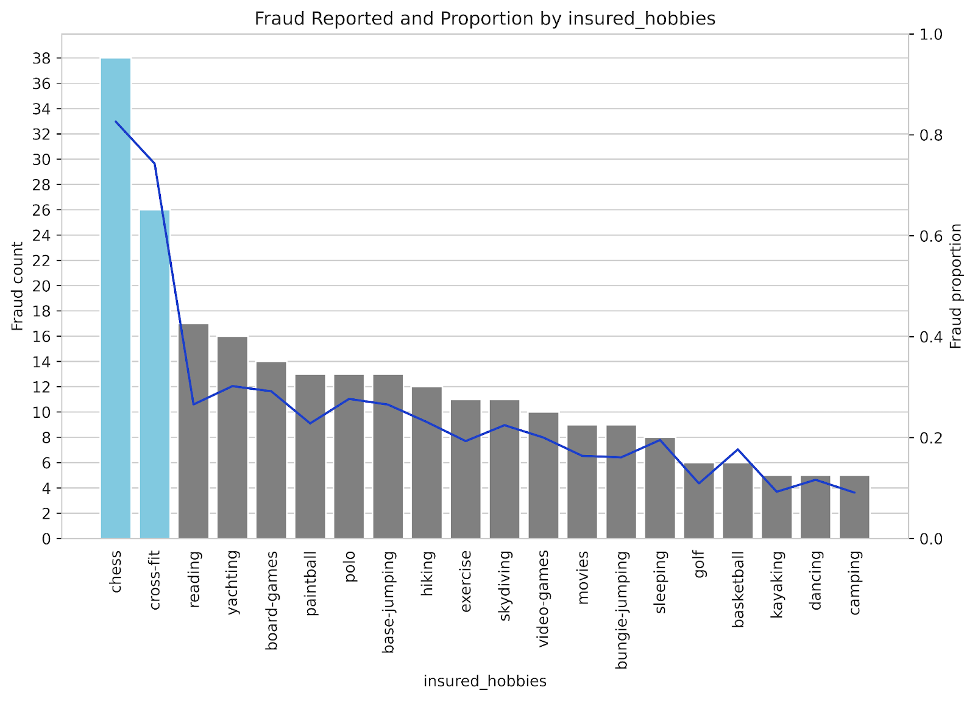 Fraud Reported and Proportion by insured_hobbies
Fraud count
38
36
34
32
30
28
26
24
22
20
18
16
14
12
10
8
6
4
2
0
1.0
0.8
0.6
0.4
0.2
0.0
Fraud proportion
chess
cross-fit
reading
yachting
board-games
paintball
polo
base-jumping
hiking
exercise
skydiving
video-games
movies
bungie-jumping
sleeping
golf
basketball
kayaking
dancing
camping
insured_hobbies